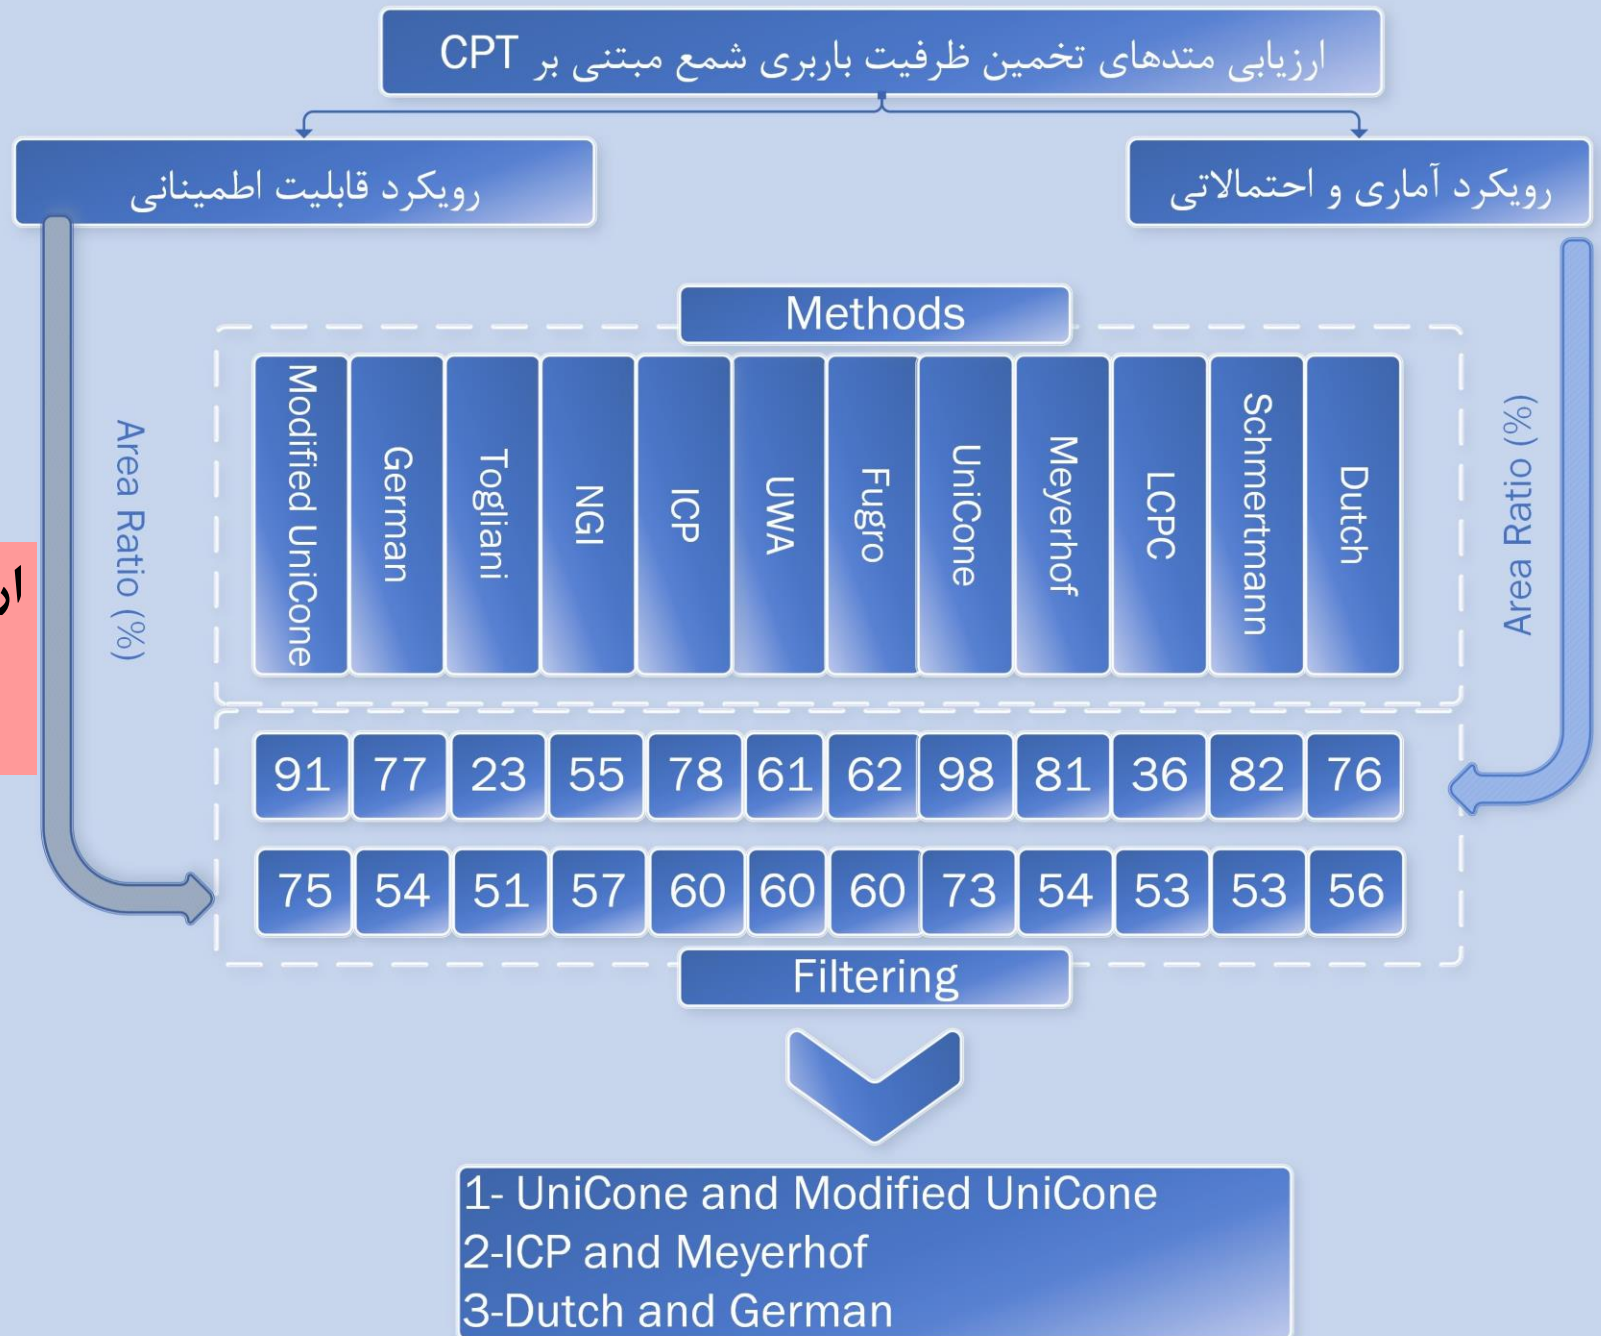 ارزیابی متدهای تخمین ظرفیت باربری شمع مبتنی بر CPT
رویکرد قابلیت اطمینانی
رویکرد آماری و احتمالاتی
Methods
Modified UniCone
German
Togliani
NGI
ICP
UWA
Fugro
UniCone
Meyerhof
LCPC
Schmertmann
Dutch
Area Ratio (%)
Area Ratio (%)
91 77 23 55 78 61 62 98 81 36 82 76
75 54 51 57 60 60 60 73 54 53 53 56
Filtering
1- UniCone and Modified UniCone
2-ICP and Meyerhof
3-Dutch and German